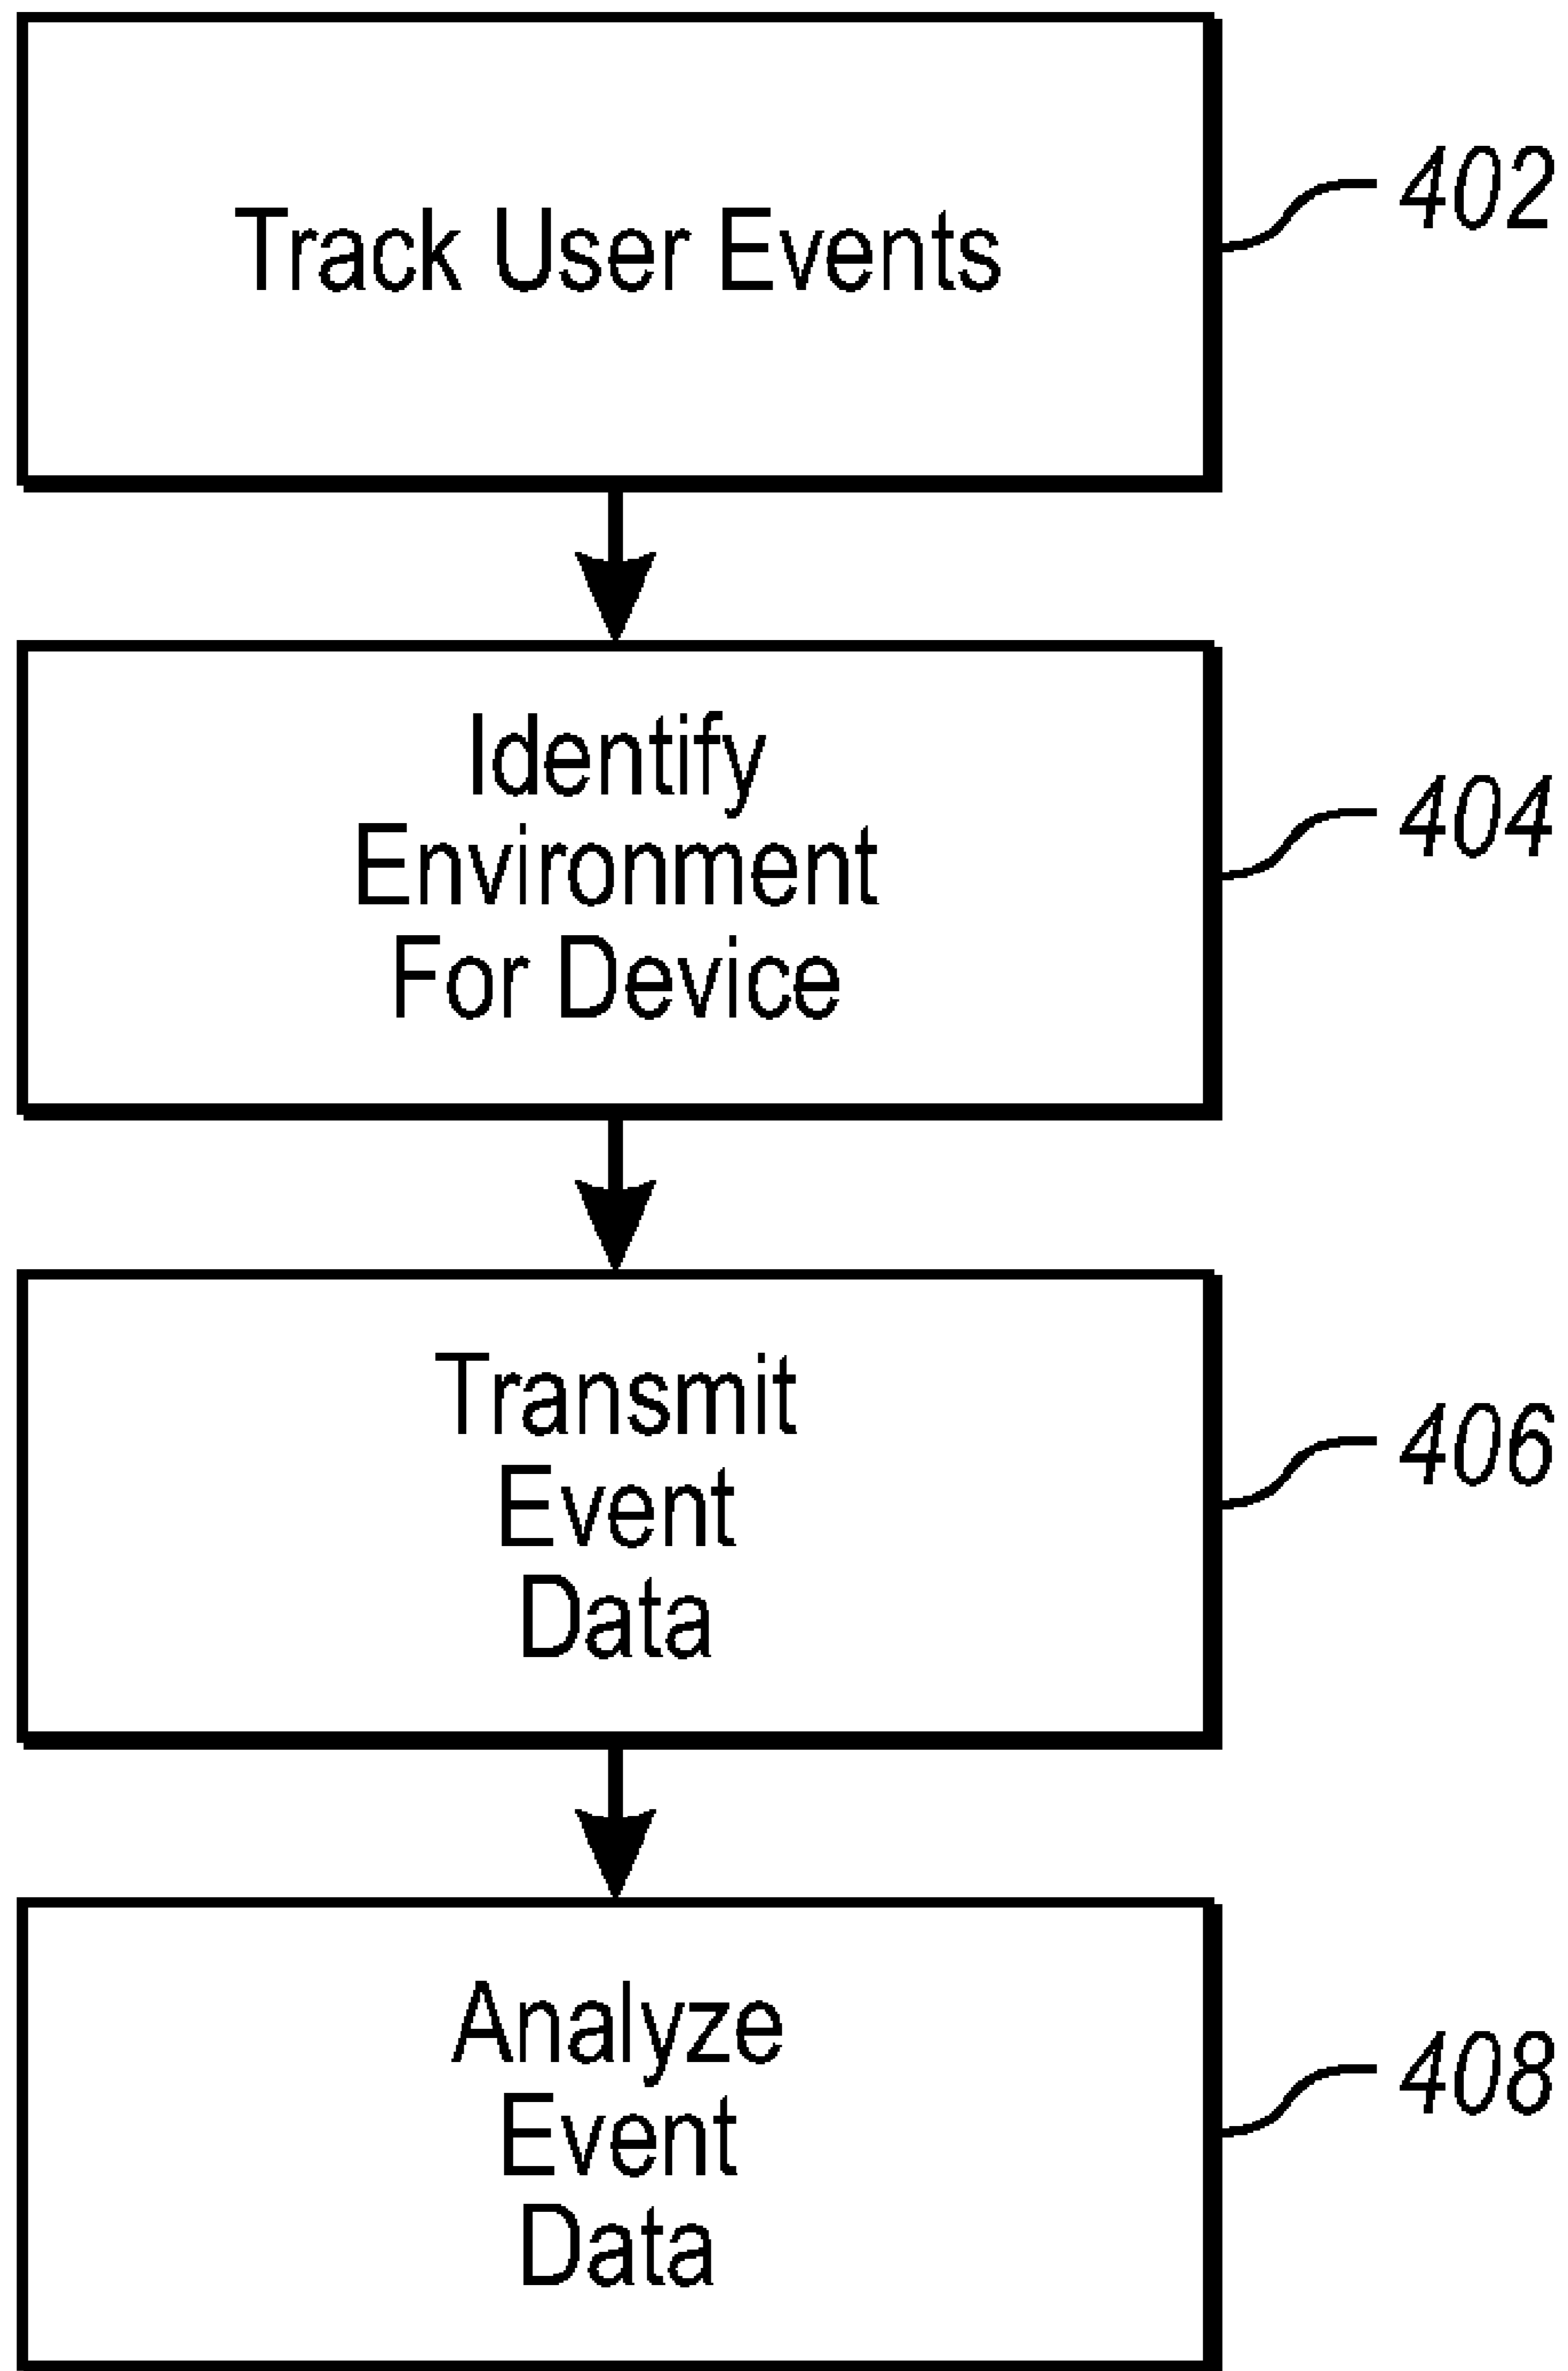 Track User Events
402
Identify
Environment
For Device
404
Transmit
Event
Data
406
Analyze
Event
Data
408